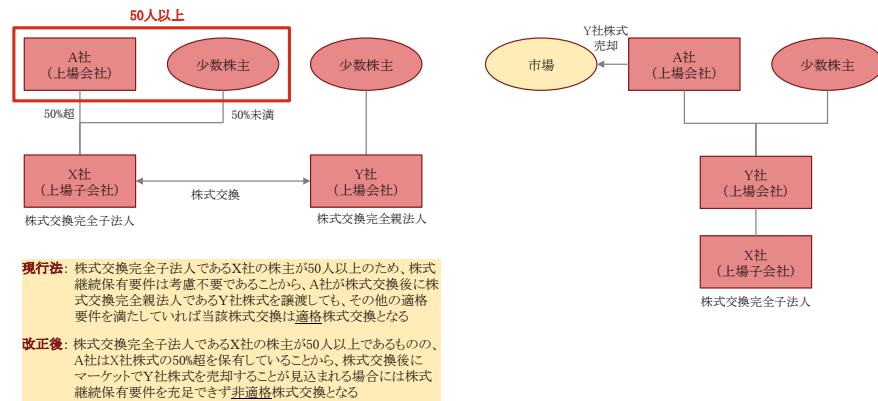 50人以上
A社
(上場会社)
少数株主
少数株主
50%超
50%未満
X社
(上場子会社)
株式交換
Y社
(上場会社)
株式交換完全子法人
株式交換完全親法人
Y社株式
売却
市場
A社
(上場会社)
少数株主
Y社
(上場会社)
X社
(上場子会社)
株式交換完全子法人
現行法: 株式交換完全子法人であるX社の株主が50人以上のため、株式
継続保有要件は考慮不要であることから、A社が株式交換後に株
式交換完全親法人であるY社株式を譲渡しても、その他の適格
要件を満たしていれば当該株式交換は適格株式交換となる
改正後: 株式交換完全子法人であるX社の株主が50人以上であるものの、
A社はX社株式の50%超を保有していることから、株式交換後に
マーケットでY社株式を売却することが見込まれる場合には株式
継続保有要件を充足できず非適格株式交換となる